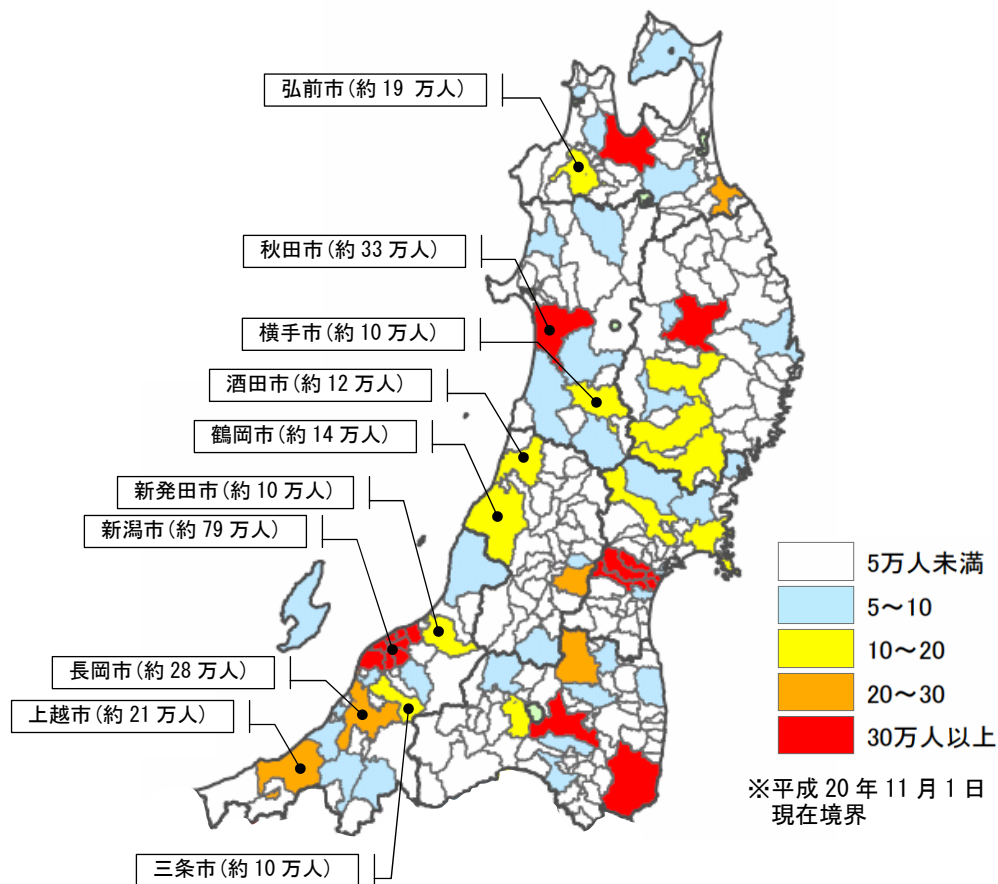 弘前市(約 19 万人)
秋田市(約 33 万人)
横手市(約 10 万人)
酒田市(約 12 万人)
鶴岡市(約 14 万人)
新発田市(約 10 万人)
新潟市(約 79 万人)
長岡市(約 28 万人)
上越市(約 21 万人)
三条市(約 10 万人)
5万人未満
5～10
10～20
20～30
30万人以上
※平成 20 年 11 月 1 日
現在境界